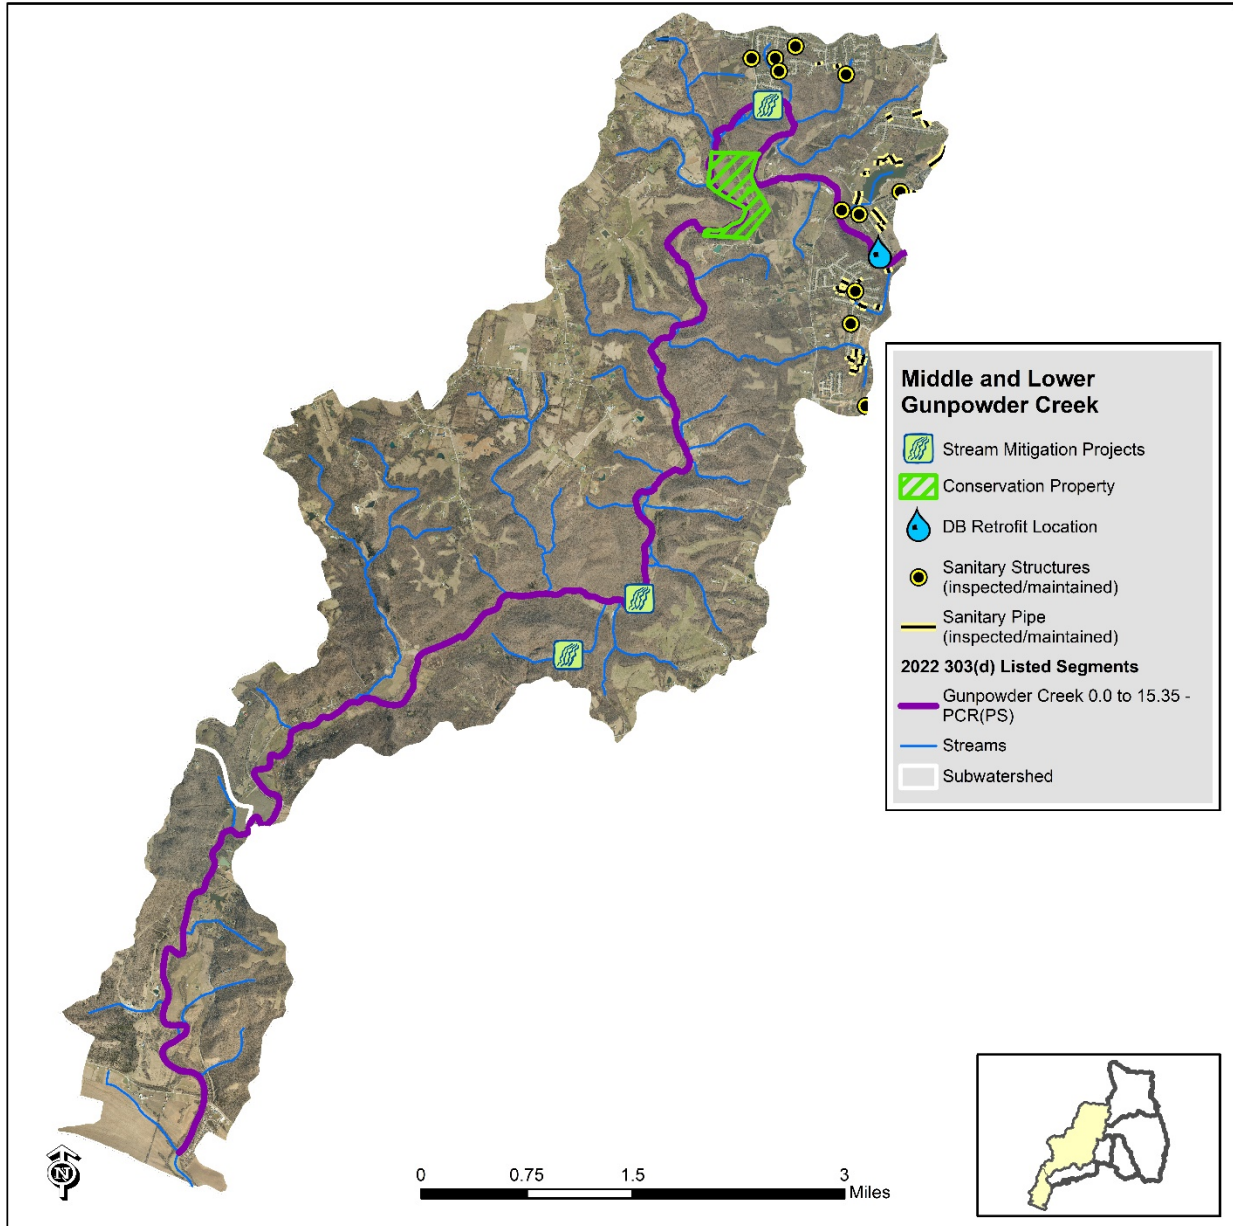 Middle and Lower
Gunpowder Creek
Stream Mitigation Projects
Conservation Property
DB Retrofit Location
Sanitary Structures
(inspected/maintained)
Sanitary Pipe
(inspected/maintained)
2022 303(d) Listed Segments
Gunpowder Creek 0.0 to 15.35 -
PCR(PS)
Streams
Subwatershed
N
0 0.75 1.5 3
Miles